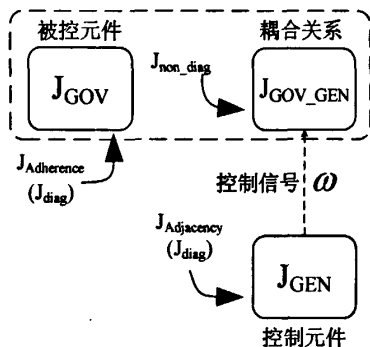 被控元件
耦合关系
J_GOV
J_non_diag
J_GOV_GEN
J_Adherence
(J_diag)
控制信号 ω
J_Adjacency
(J_diag)
J_GEN
控制元件